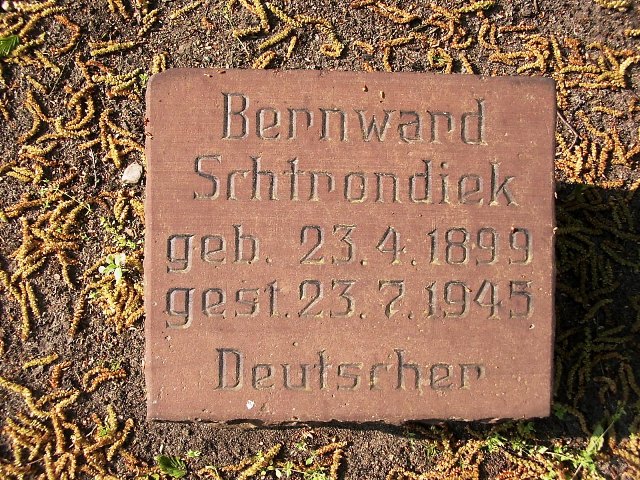 Bernward
Schtrondiek
geb. 23.4.1899
gest.23.7.1945
Deutscher